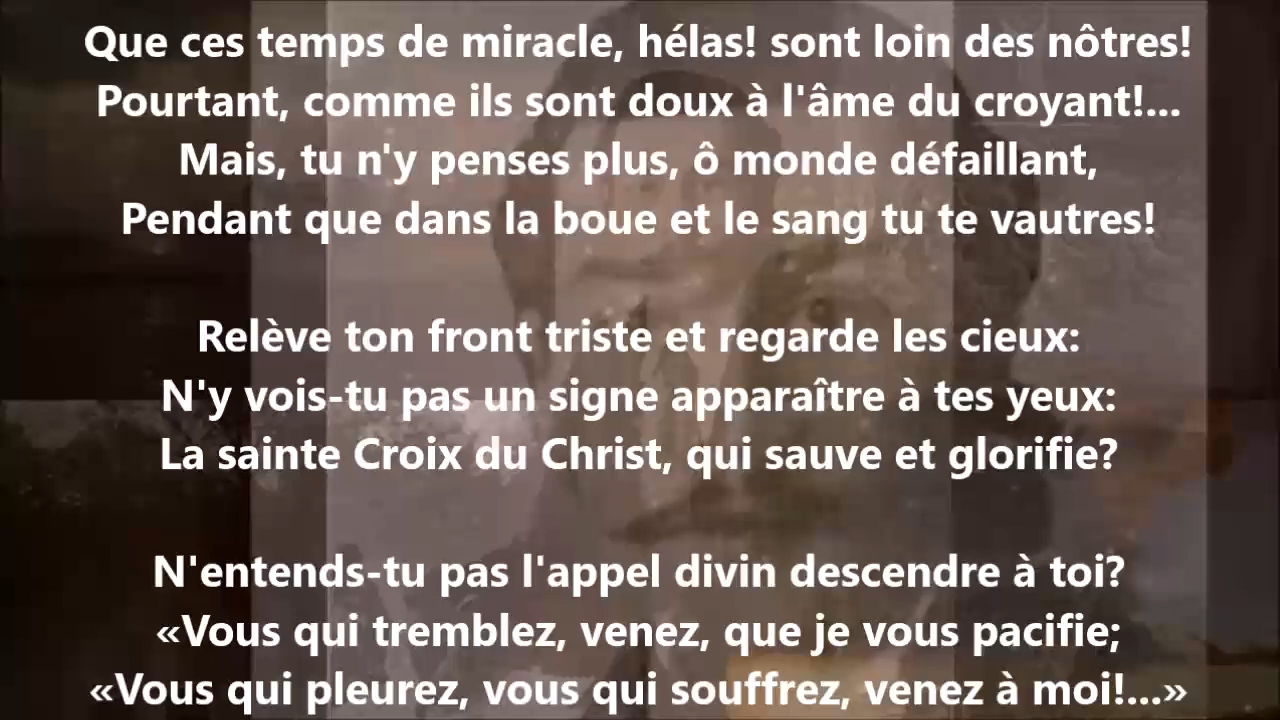 Que ces temps de miracle, hélas! sont loin des nôtres!
Pourtant, comme ils sont doux à l'âme du croyant!...
Mais, tu n'y penses plus, ô monde défaillant,
Pendant que dans la boue et le sang tu te vautres!
Relève ton front triste et regarde les cieux:
N'y vois-tu pas un signe apparaître à tes yeux:
La sainte Croix du Christ, qui sauve et glorifie?
N'entends-tu pas l'appel divin descendre à toi?
«Vous qui tremblez, venez, que je vous pacifie;
«Vous qui pleurez, vous qui souffrez, venez à moi!...»